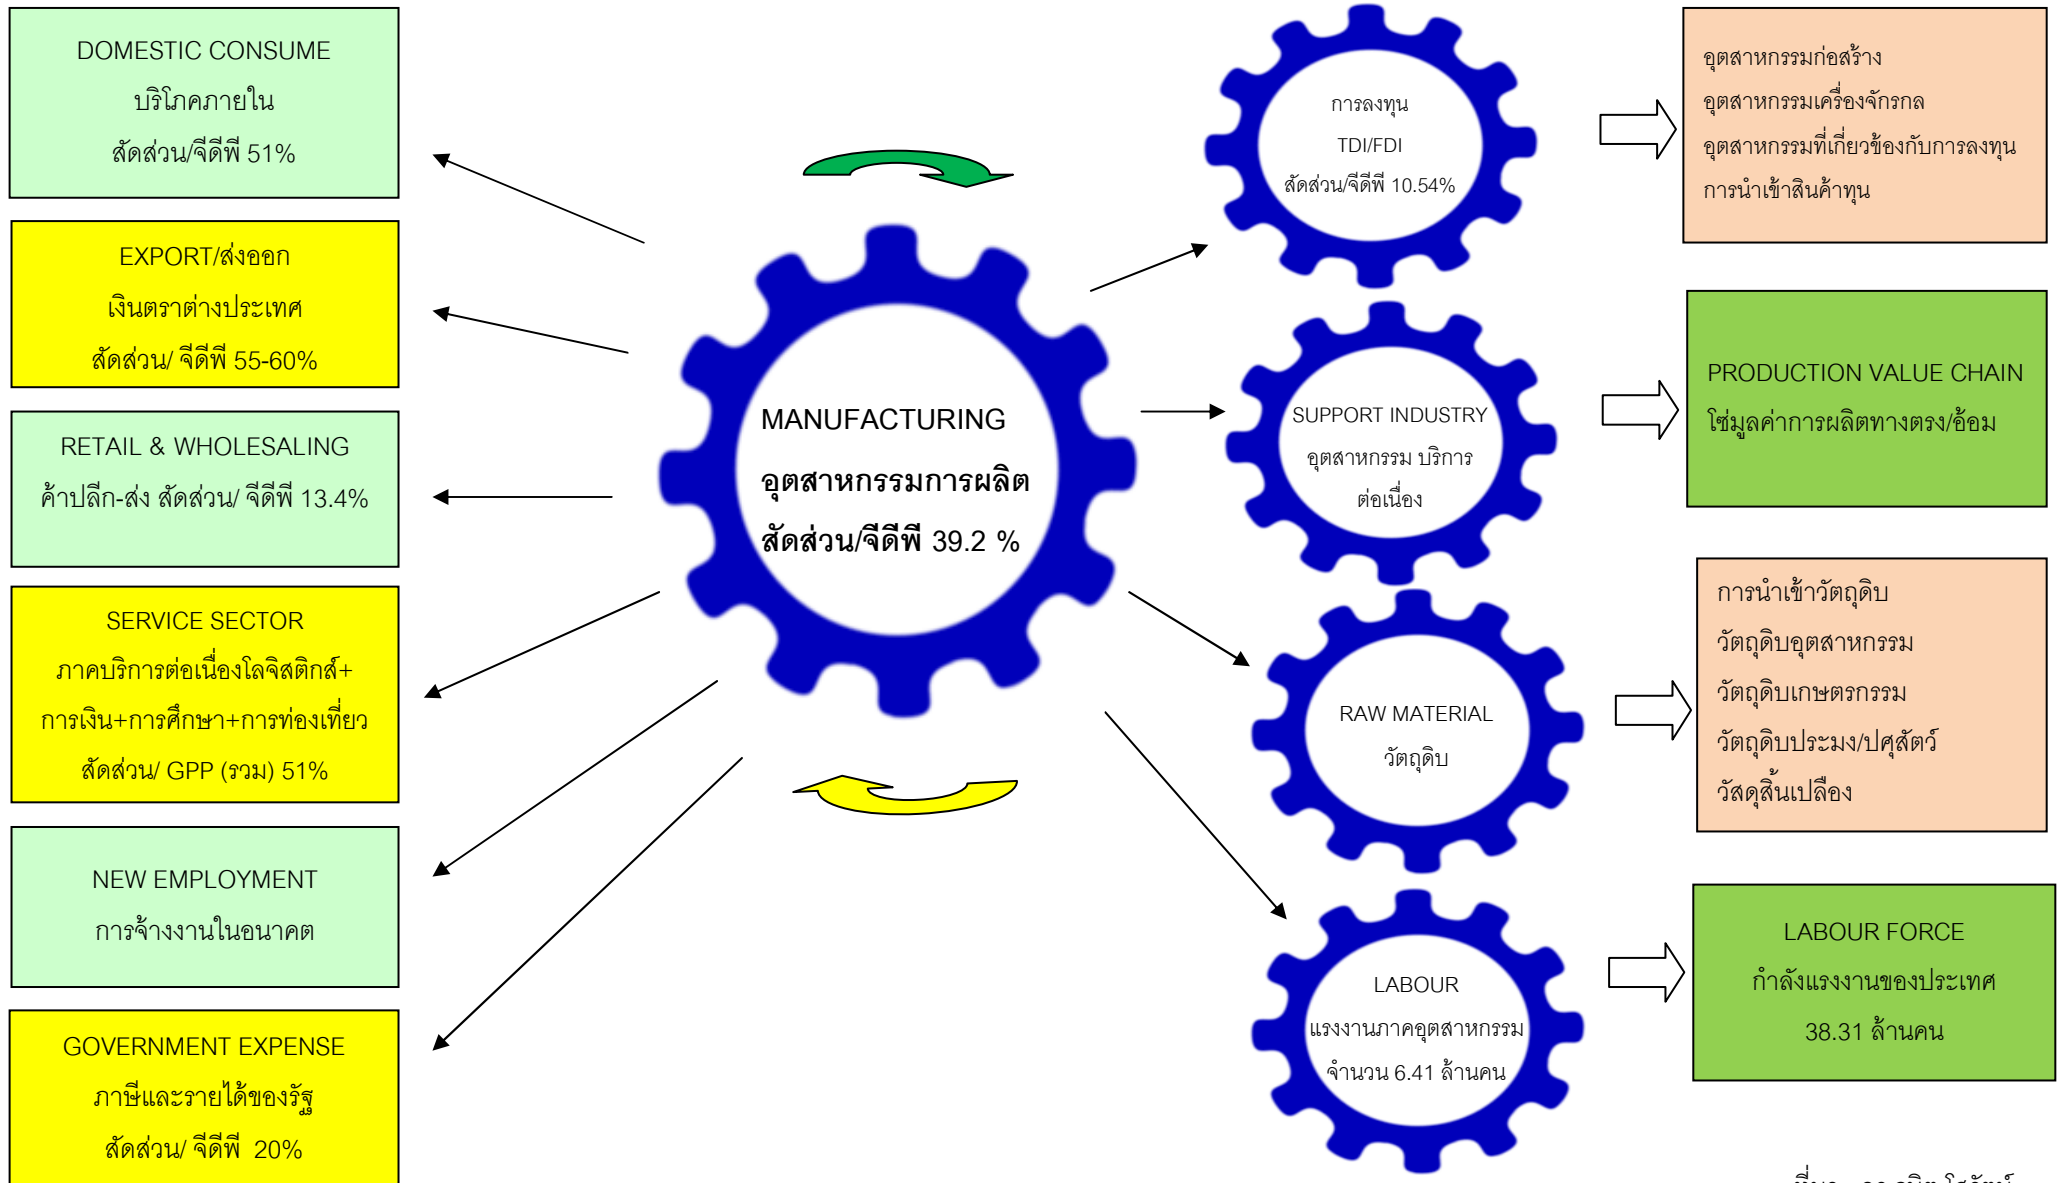 DOMESTIC CONSUME
บริโภคภายใน
สัดส่วน/จีดีพี 51%
EXPORT/ส่งออก
เงินตราต่างประเทศ
สัดส่วน/ จีดีพี 55-60%
RETAIL & WHOLESALING
ค้าปลีก-ส่ง สัดส่วน/ จีดีพี 13.4%
SERVICE SECTOR
ภาคบริการต่อเนื่องโลจิสติกส์+
การเงิน+การศึกษา+การท่องเที่ยว
สัดส่วน/ GPP (รวม) 51%
NEW EMPLOYMENT
การจ้างงานในอนาคต
GOVERNMENT EXPENSE
ภาษีและรายได้ของรัฐ
สัดส่วน/ จีดีพี 20%
MANUFACTURING
อุตสาหกรรมการผลิต
สัดส่วน/จีดีพี 39.2 %
การลงทุน
TDI/FDI
สัดส่วน/จีดีพี 10.54%
SUPPORT INDUSTRY
อุตสาหกรรม บริการ
ต่อเนื่อง
RAW MATERIAL
วัตถุดิบ
LABOUR
แรงงานภาคอุตสาหกรรม
จำนวน 6.41 ล้านคน
อุตสาหกรรมก่อสร้าง
อุตสาหกรรมเครื่องจักรกล
อุตสาหกรรมที่เกี่ยวข้องกับการลงทุน
การนำเข้าสินค้าทุน
PRODUCTION VALUE CHAIN
โซ่มูลค่าการผลิตทางตรง/อ้อม
การนำเข้าวัตถุดิบ
วัตถุดิบอุตสาหกรรม
วัตถุดิบเกษตรกรรม
วัตถุดิบประมง/ปศุสัตว์
วัสดุสิ้นเปลือง
LABOUR FORCE
กำลังแรงงานของประเทศ
38.31 ล้านคน